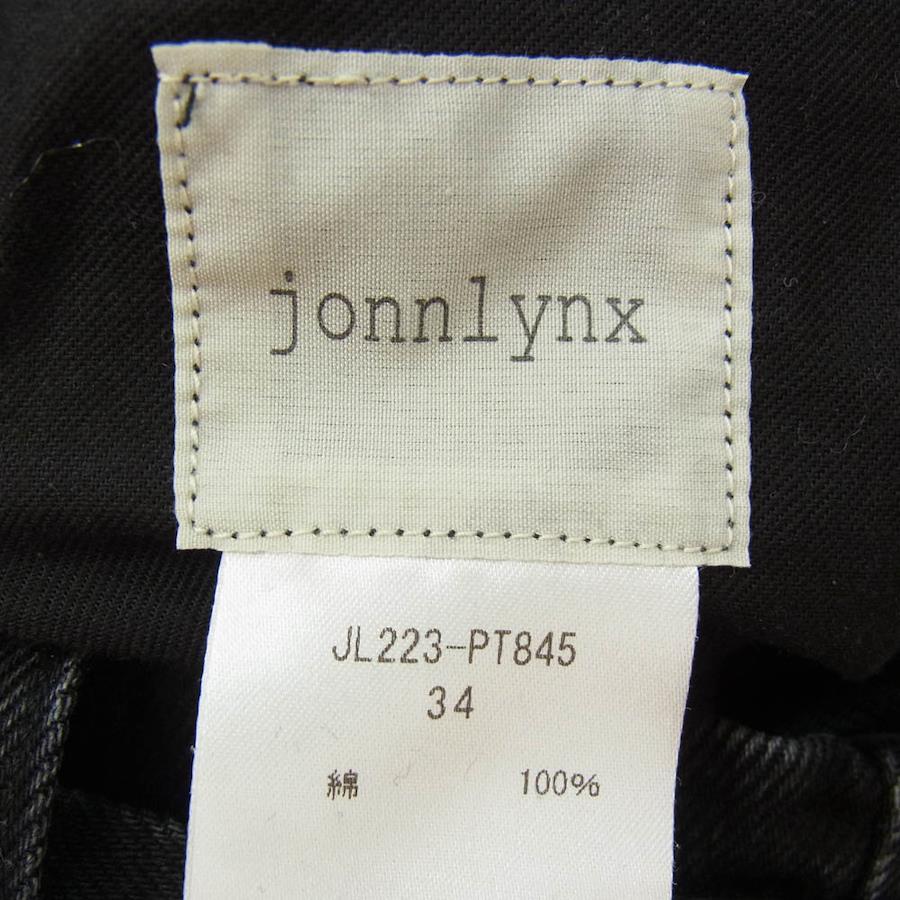 jonnlynx
JL223-PT845
34
綿 100%